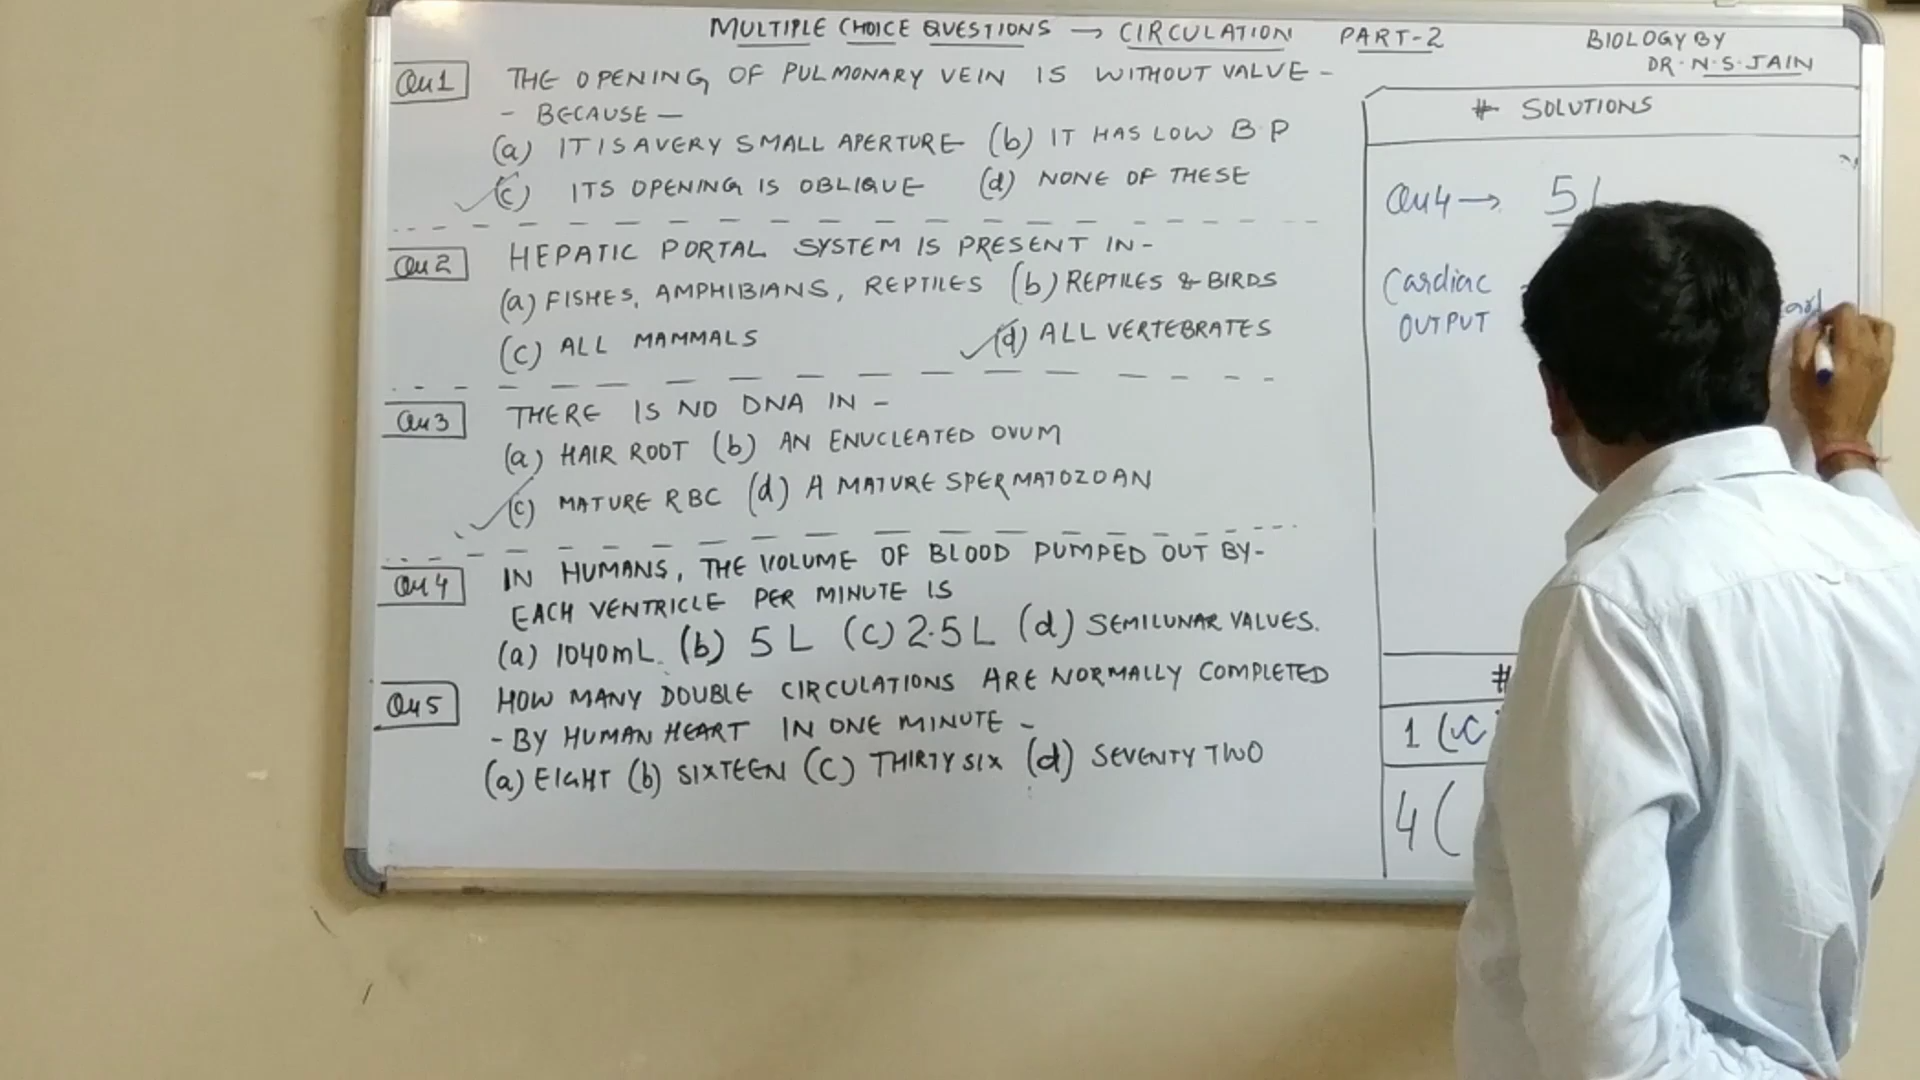 MULTIPLE CHOICE QUESTIONS → CIRCULATION PART-2
BIOLOGY BY
DR. N.S. JAIN
Qu1 THE OPENING OF PULMONARY VEIN IS WITHOUT VALVE -
- BECAUSE —
(a) IT IS A VERY SMALL APERTURE (b) IT HAS LOW B.P
(c) ITS OPENING IS OBLIQUE (d) NONE OF THESE
Qu2 HEPATIC PORTAL SYSTEM IS PRESENT IN -
(a) FISHES, AMPHIBIANS, REPTILES (b) REPTILES & BIRDS
(C) ALL MAMMALS (d) ALL VERTEBRATES
Qu3 THERE IS NO DNA IN -
(a) HAIR ROOT (b) AN ENUCLEATED OVUM
(c) MATURE RBC (d) A MATURE SPERMATOZOAN
Qu4 IN HUMANS, THE VOLUME OF BLOOD PUMPED OUT BY-
EACH VENTRICLE PER MINUTE IS
(a) 1040mL. (b) 5 L (C) 2.5 L (d) SEMILUNAR VALVES.
Qu5 HOW MANY DOUBLE CIRCULATIONS ARE NORMALLY COMPLETED
- BY HUMAN HEART IN ONE MINUTE -
(a) EIGHT (b) SIXTEEN (C) THIRTY SIX (d) SEVENTY TWO
# SOLUTIONS
Qu4 → 5 L
Cardiac
OUTPUT
#
1 (C
4 (